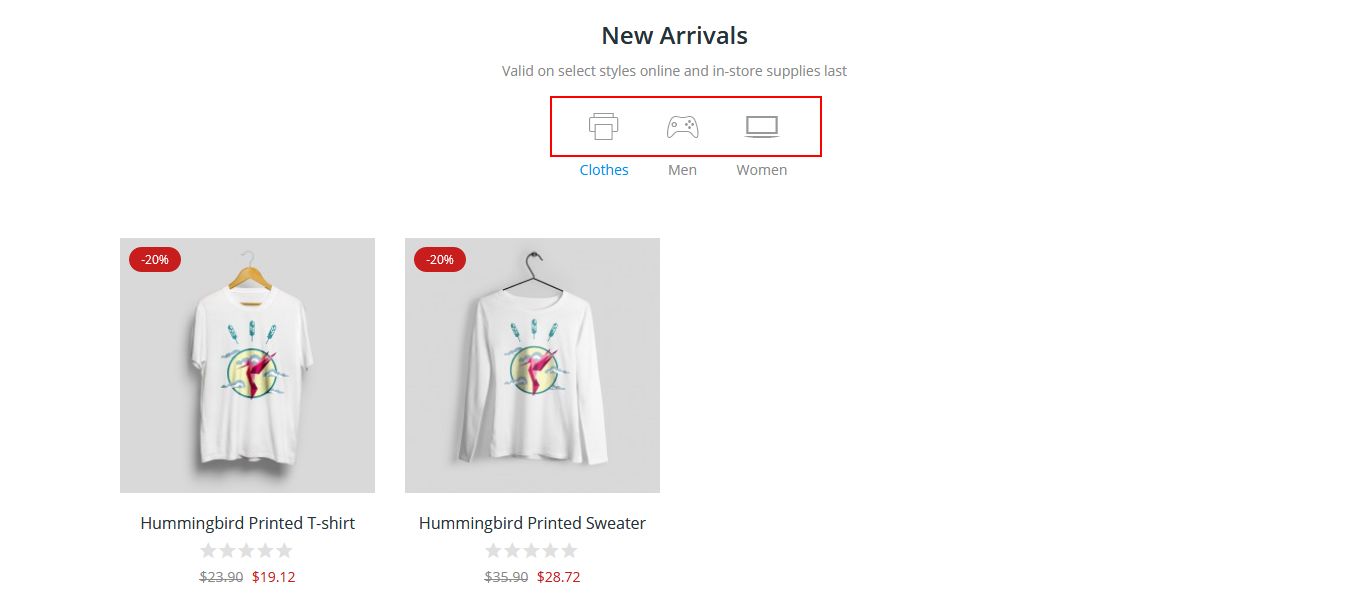 New Arrivals
Valid on select styles online and in-store supplies last
Clothes Men Women
-20% -20%
Hummingbird Printed T-shirt Hummingbird Printed Sweater
$23.90 $19.12 $35.90 $28.72